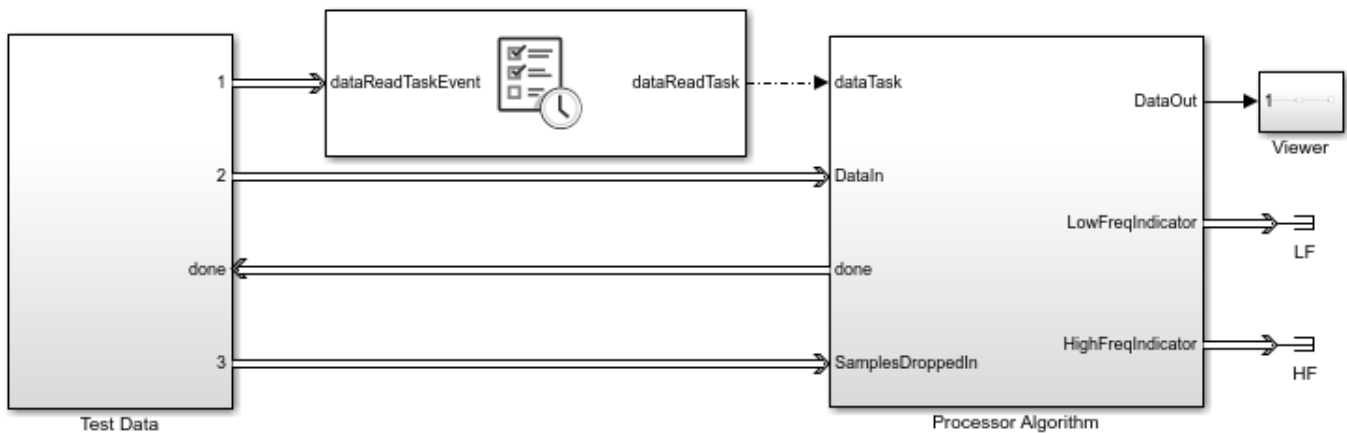 1
dataReadTaskEvent
dataReadTask
dataTask
DataOut
1
Viewer
2
DataIn
LowFreqIndicator
LF
done
done
HighFreqIndicator
HF
3
SamplesDroppedIn
Test Data
Processor Algorithm